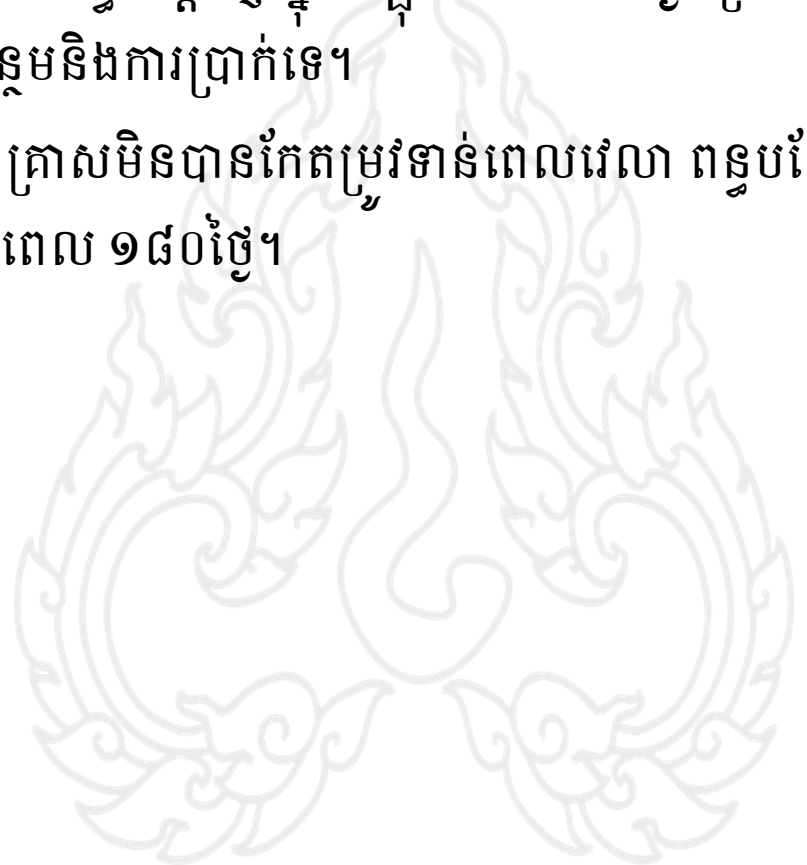 ន្ថមនិងការប្រាក់ទេ។
គ្រាសមិនបានកែតម្រូវទាន់ពេលវេលា ពន្ធបដែ
ពេល ១៨០ថ្ងៃ។